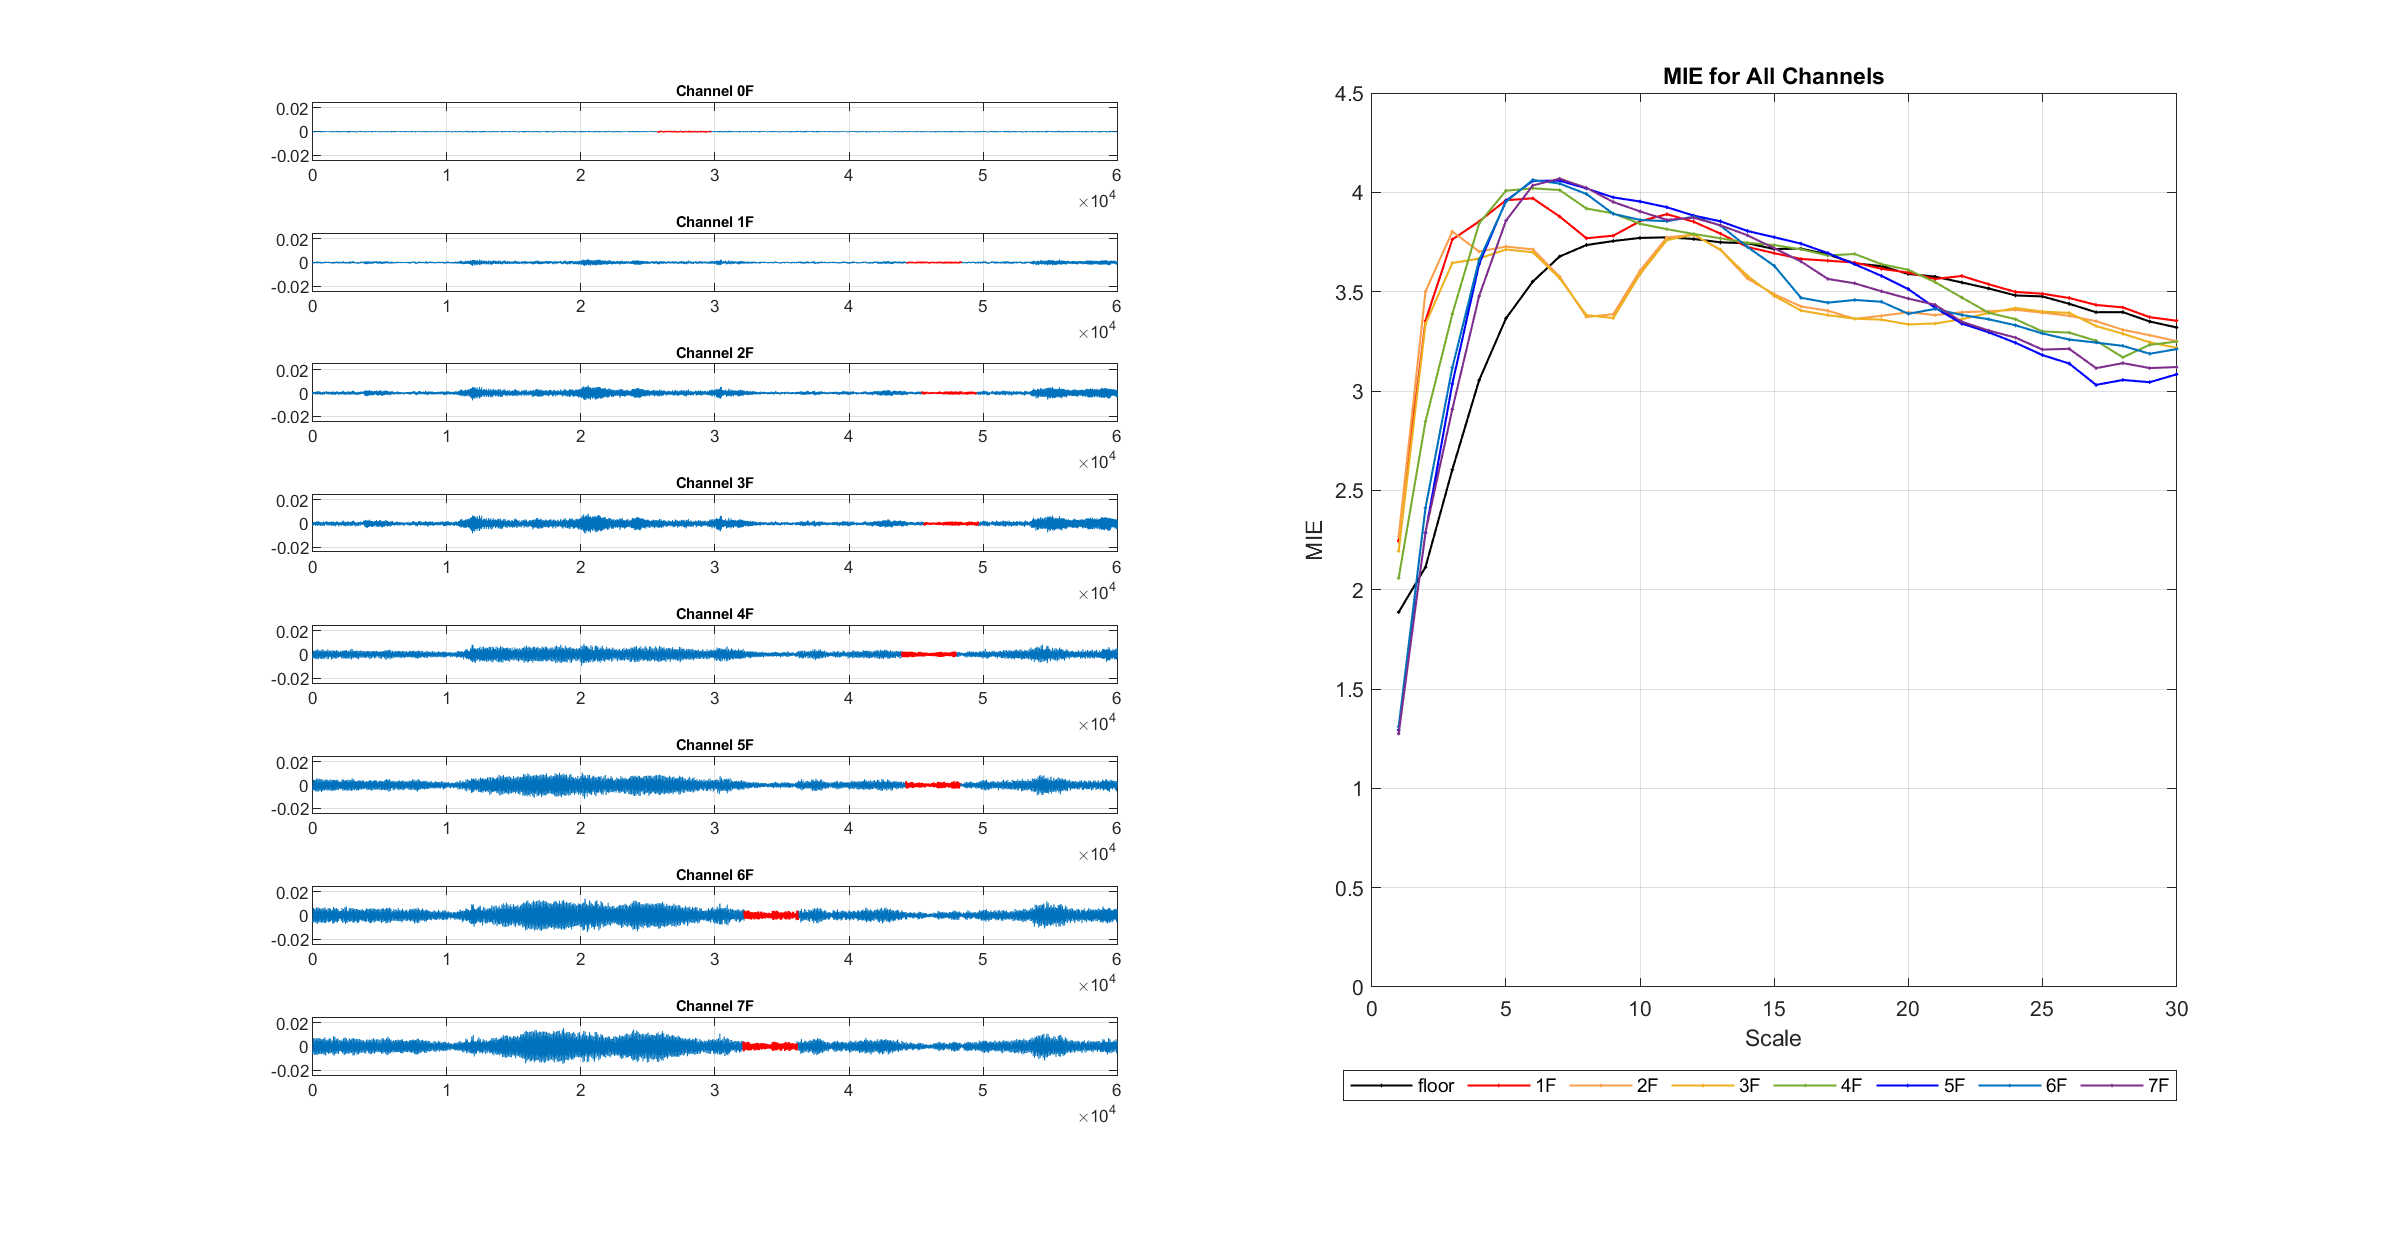 Channel 0F
0.02
0
-0.02
0 1 2 3 4 5 6
×10^4
Channel 1F
0.02
0
-0.02
0 1 2 3 4 5 6
×10^4
Channel 2F
0.02
0
-0.02
0 1 2 3 4 5 6
×10^4
Channel 3F
0.02
0
-0.02
0 1 2 3 4 5 6
×10^4
Channel 4F
0.02
0
-0.02
0 1 2 3 4 5 6
×10^4
Channel 5F
0.02
0
-0.02
0 1 2 3 4 5 6
×10^4
Channel 6F
0.02
0
-0.02
0 1 2 3 4 5 6
×10^4
Channel 7F
0.02
0
-0.02
0 1 2 3 4 5 6
×10^4
MIE for All Channels
4.5
4
3.5
3
2.5
2
1.5
1
0.5
0
MIE
0 5 10 15 20 25 30
Scale
floor 1F 2F 3F 4F 5F 6F 7F